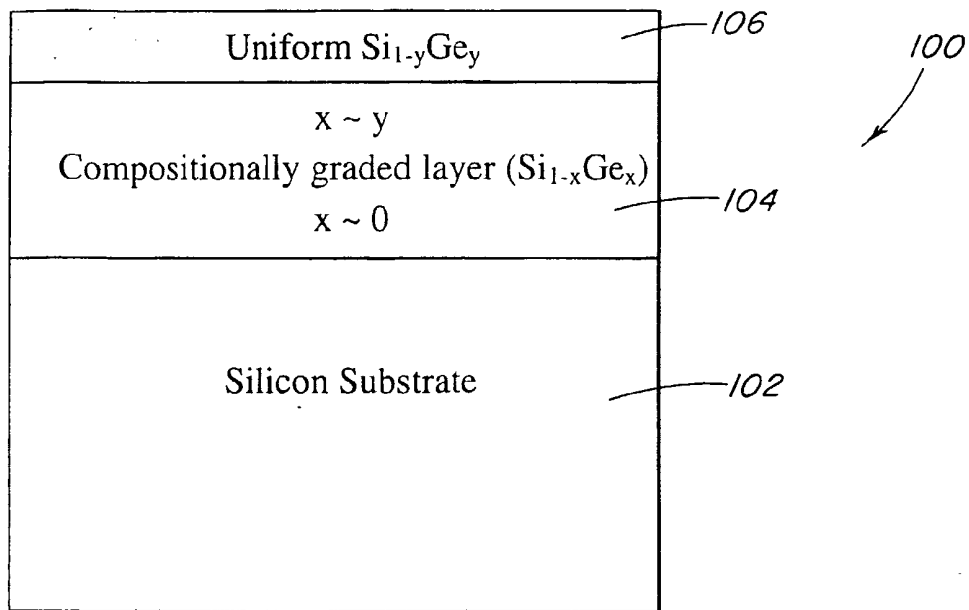 Uniform Si₁₋yGey
106
100
x ~ y
Compositionally graded layer (Si₁₋ₓGeₓ)
104
x ~ 0
Silicon Substrate
102